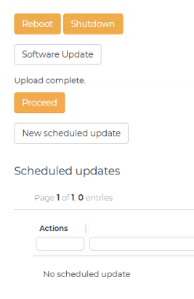 Reboot Shutdown
Software Update
Upload complete.
Proceed
New scheduled update
Scheduled updates
Page 1 of 1, 0 entries
Actions
No scheduled update